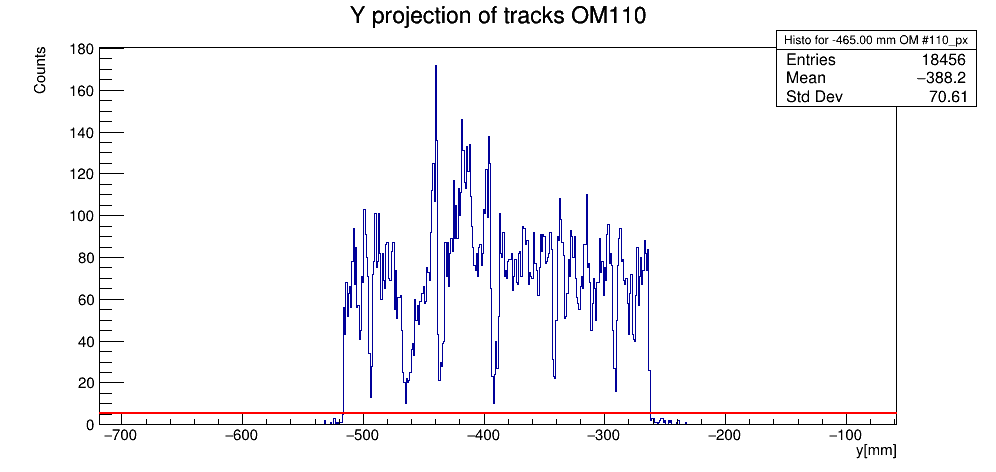 Y projection of tracks OM110
Histo for -465.00 mm OM #110_px
Entries 18456
Mean −388.2
Std Dev 70.61
Counts
180
160
140
120
100
80
60
40
20
0
−700 −600 −500 −400 −300 −200 −100
y[mm]